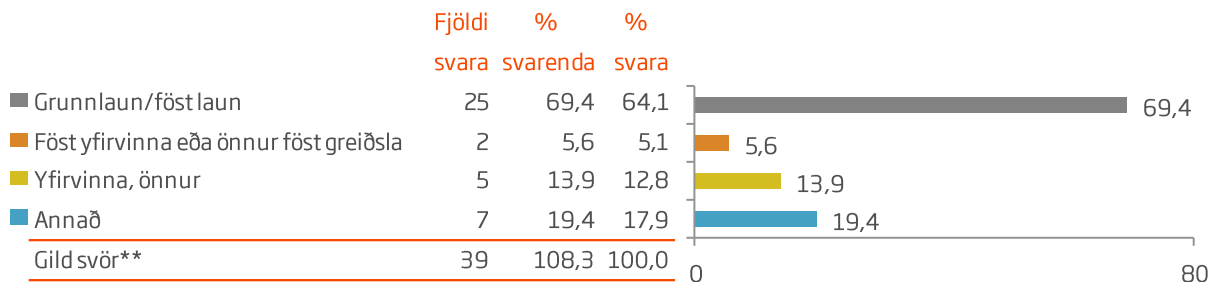 Fjöldi % %
svara svarenda svara
Grunnlaun/föst laun 25 69,4 64,1 69,4
Föst yfirvinna eða önnur föst greiðsla 2 5,6 5,1 5,6
Yfirvinna, önnur 5 13,9 12,8 13,9
Annað 7 19,4 17,9 19,4
Gild svör** 39 108,3 100,0 0 80